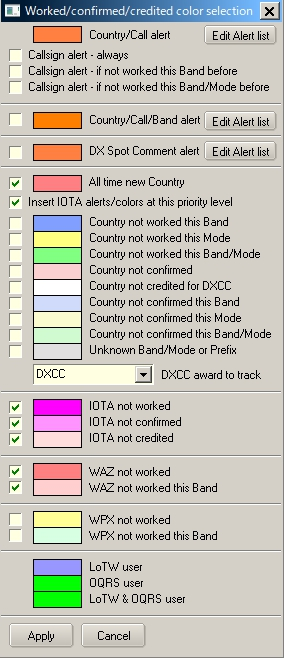 Worked/confirmed/credited color selection
Country/Call alert
Edit Alert list
Callsign alert - always
Callsign alert - if not worked this Band before
Callsign alert - if not worked this Band/Mode before
Country/Call/Band alert
Edit Alert list
DX Spot Comment alert
Edit Alert list
All time new Country
Insert IOTA alerts/colors at this priority level
Country not worked this Band
Country not worked this Mode
Country not worked this Band/Mode
Country not confirmed
Country not credited for DXCC
Country not confirmed this Band
Country not confirmed this Mode
Country not confirmed this Band/Mode
Unknown Band/Mode or Prefix
DXCC
DXCC award to track
IOTA not worked
IOTA not confirmed
IOTA not credited
WAZ not worked
WAZ not worked this Band
WPX not worked
WPX not worked this Band
LoTW user
OQRS user
LoTW & OQRS user
Apply
Cancel